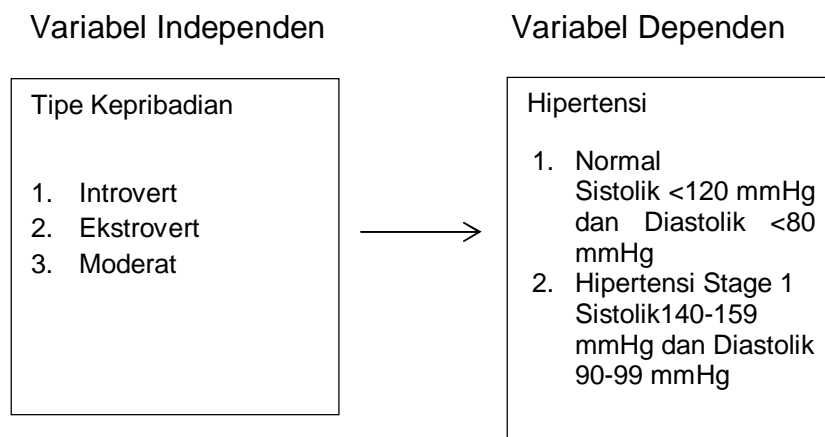 Variabel Independen
Variabel Dependen
Tipe Kepribadian
1. Introvert
2. Ekstrovert
3. Moderat
Hipertensi
1. Normal
Sistolik <120 mmHg
dan Diastolik <80
mmHg
2. Hipertensi Stage 1
Sistolik140-159
mmHg dan Diastolik
90-99 mmHg